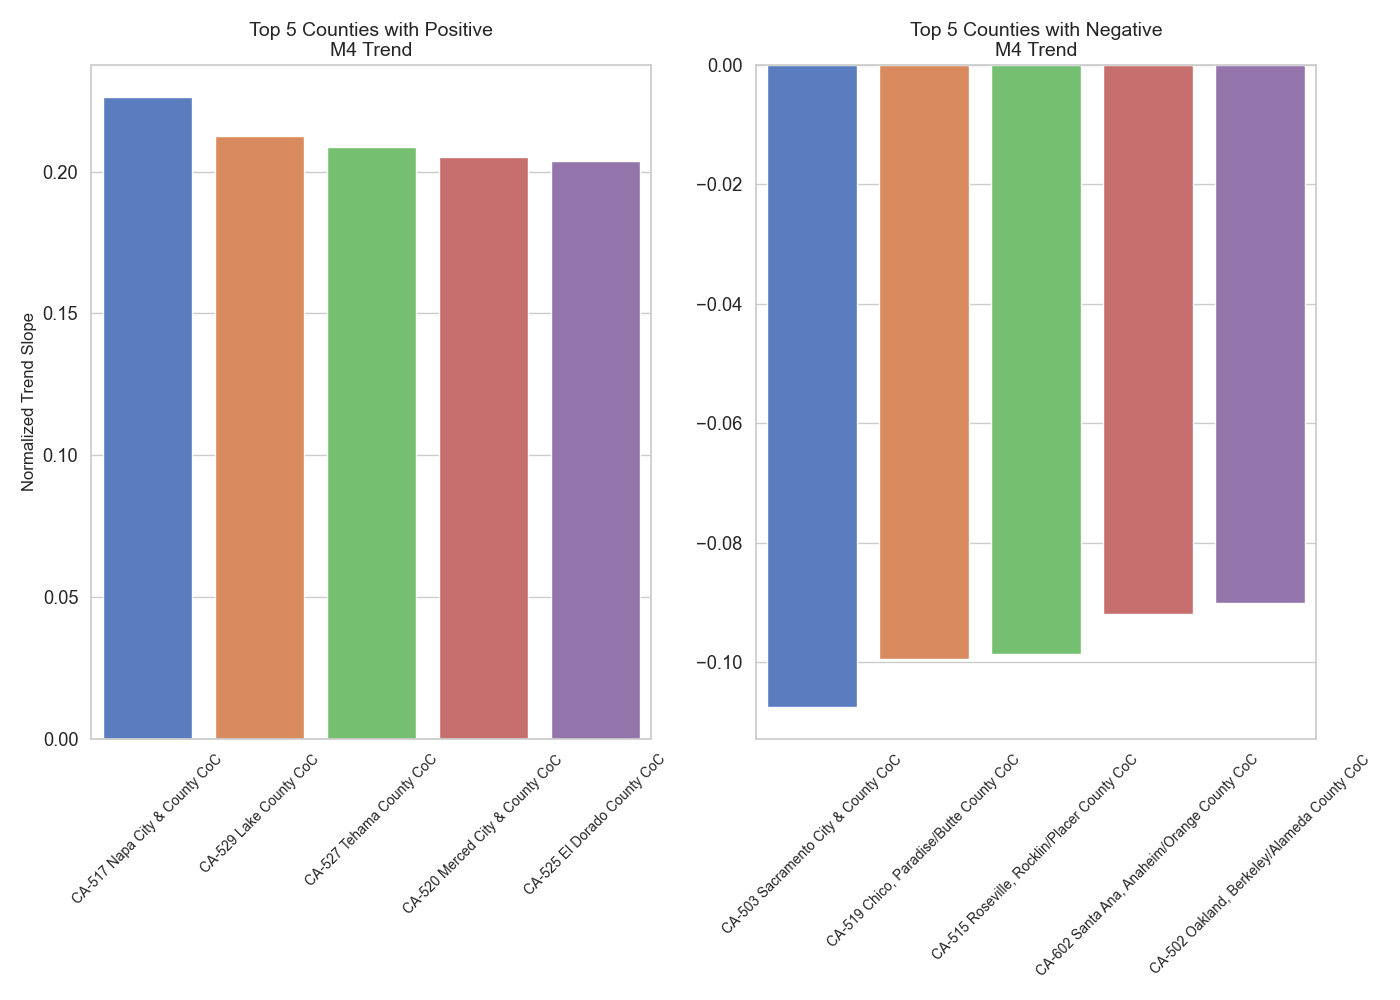 Top 5 Counties with Positive
M4 Trend
Normalized Trend Slope
0.20
0.15
0.10
0.05
0.00
CA-517 Napa City & County CoC
CA-529 Lake County CoC
CA-527 Tehama County CoC
CA-520 Merced City & County CoC
CA-525 El Dorado County CoC
Top 5 Counties with Negative
M4 Trend
0.00
−0.02
−0.04
−0.06
−0.08
−0.10
CA-503 Sacramento City & County CoC
CA-519 Chico, Paradise/Butte County CoC
CA-515 Roseville, Rocklin/Placer County CoC
CA-602 Santa Ana, Anaheim/Orange County CoC
CA-502 Oakland, Berkeley/Alameda County CoC